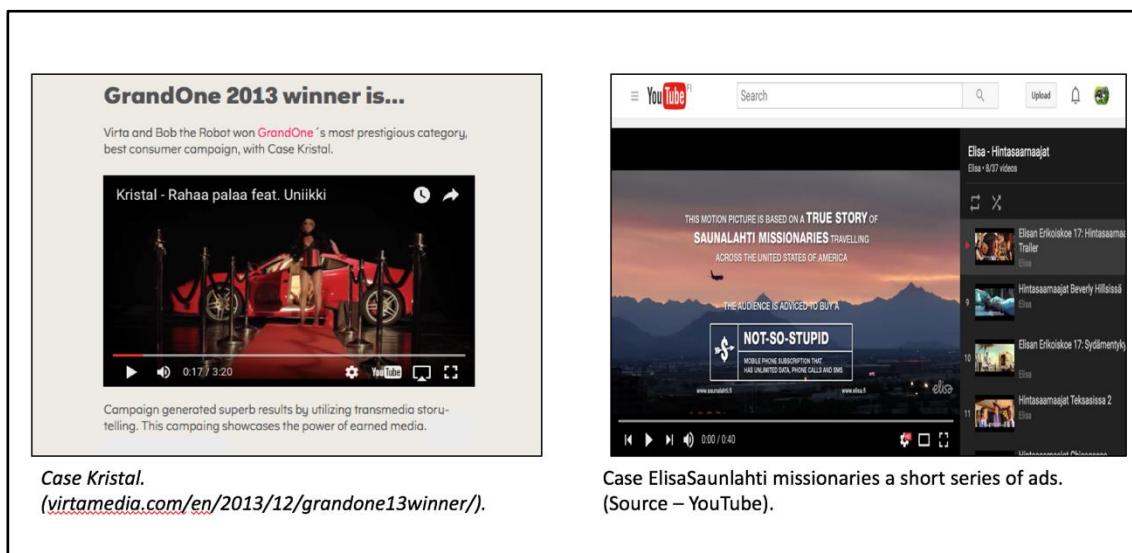 GrandOne 2013 winner is...
Virta and Bob the Robot won GrandOne´s most prestigious category,
best consumer campaign, with Case Kristal.
Kristal - Rahaa palaa feat. Uniikki
0:17 / 3:20
YouTube
Campaign generated superb results by utilizing transmedia story-
telling. This campaing showcases the power of earned media.
Case Kristal.
(virtamedia.com/en/2013/12/grandone13winner/).
YouTube FI
Search
Upload
THIS MOTION PICTURE IS BASED ON A TRUE STORY OF
SAUNALAHTI MISSIONARIES TRAVELLING
ACROSS THE UNITED STATES OF AMERICA
THE AUDIENCE IS ADVICED TO BUY A
NOT-SO-STUPID
MOBILE PHONE SUBSCRIPTION THAT
HAS UNLIMITED DATA, PHONE CALLS AND SMS
www.saunalahti.fi
www.elisa.fi
elisa
0:00 / 0:40
Elisa - Hintasaarnaajat
Elisa • 8/37 videos
Elisan Erikoiskoe 17: Hintasaarnaa
Trailer
Elisa
9
Hintasaarnaajat Beverly Hillsissä
Elisa
10
Elisan Erikoiskoe 17: Sydämentyky
Elisa
11
Hintasaarnaajat Teksasissa 2
Elisa
Hintasaarnaajat Chicagossa
Case ElisaSaunlahti missionaries a short series of ads.
(Source – YouTube).